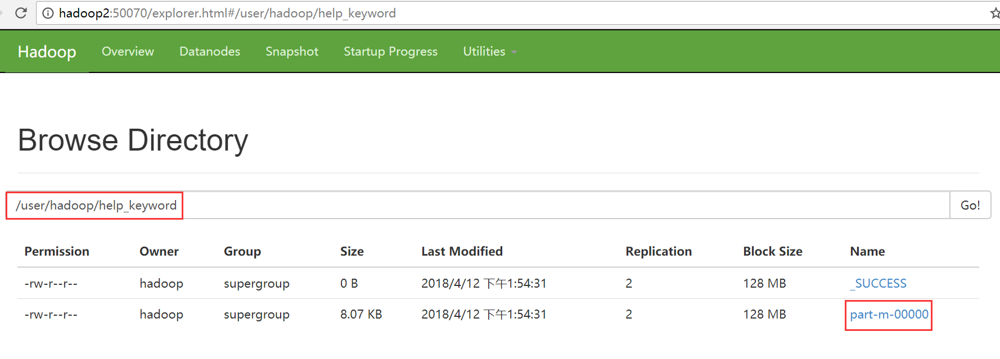 hadoop2:50070/explorer.html#/user/hadoop/help_keyword
Hadoop Overview Datanodes Snapshot Startup Progress Utilities
Browse Directory
/user/hadoop/help_keyword Go!
Permission Owner Group Size Last Modified Replication Block Size Name
-rw-r--r-- hadoop supergroup 0 B 2018/4/12 下午1:54:31 2 128 MB _SUCCESS
-rw-r--r-- hadoop supergroup 8.07 KB 2018/4/12 下午1:54:31 2 128 MB part-m-00000